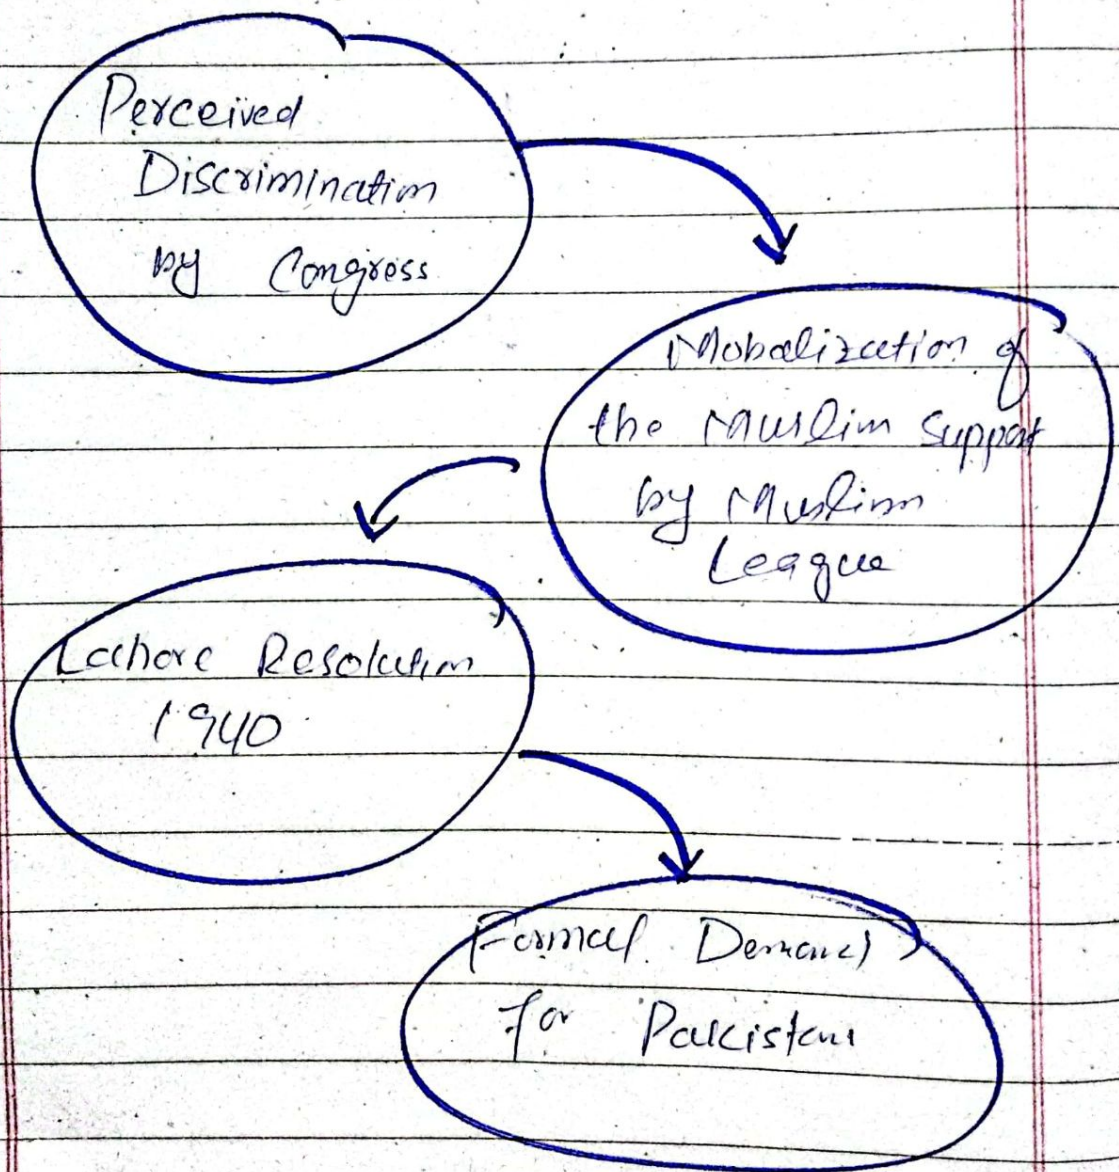 Perceived
Discrimination
by Congress
Mobalization of
the Muslim Support
by Muslim
League
Lahore Resolution
1940
Formal Demand
for Pakistan